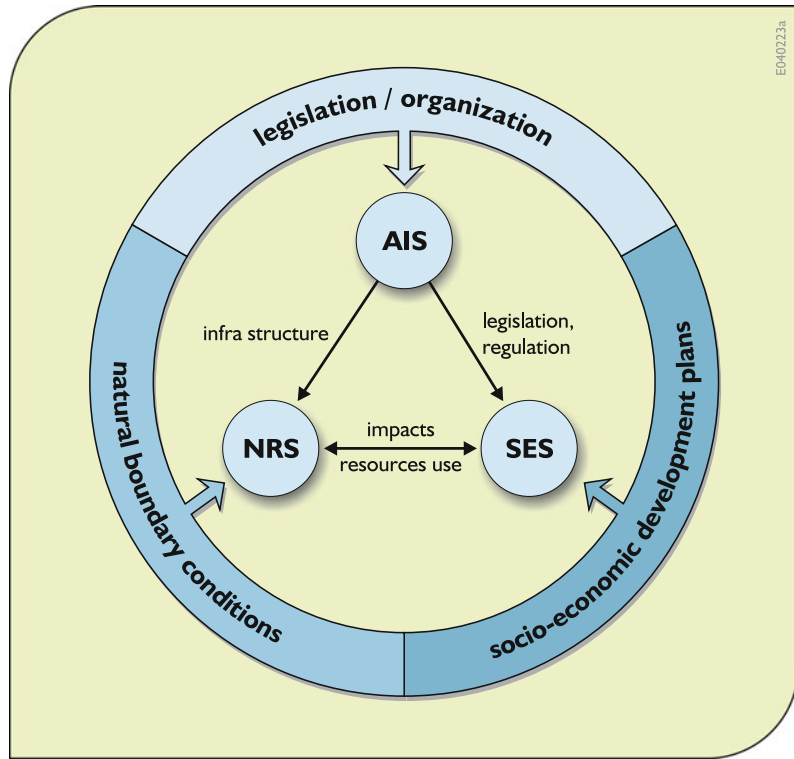 E040223a
legislation / organization
AIS
infra structure
legislation,
regulation
natural boundary conditions
socio-economic development plans
NRS
impacts
resources use
SES